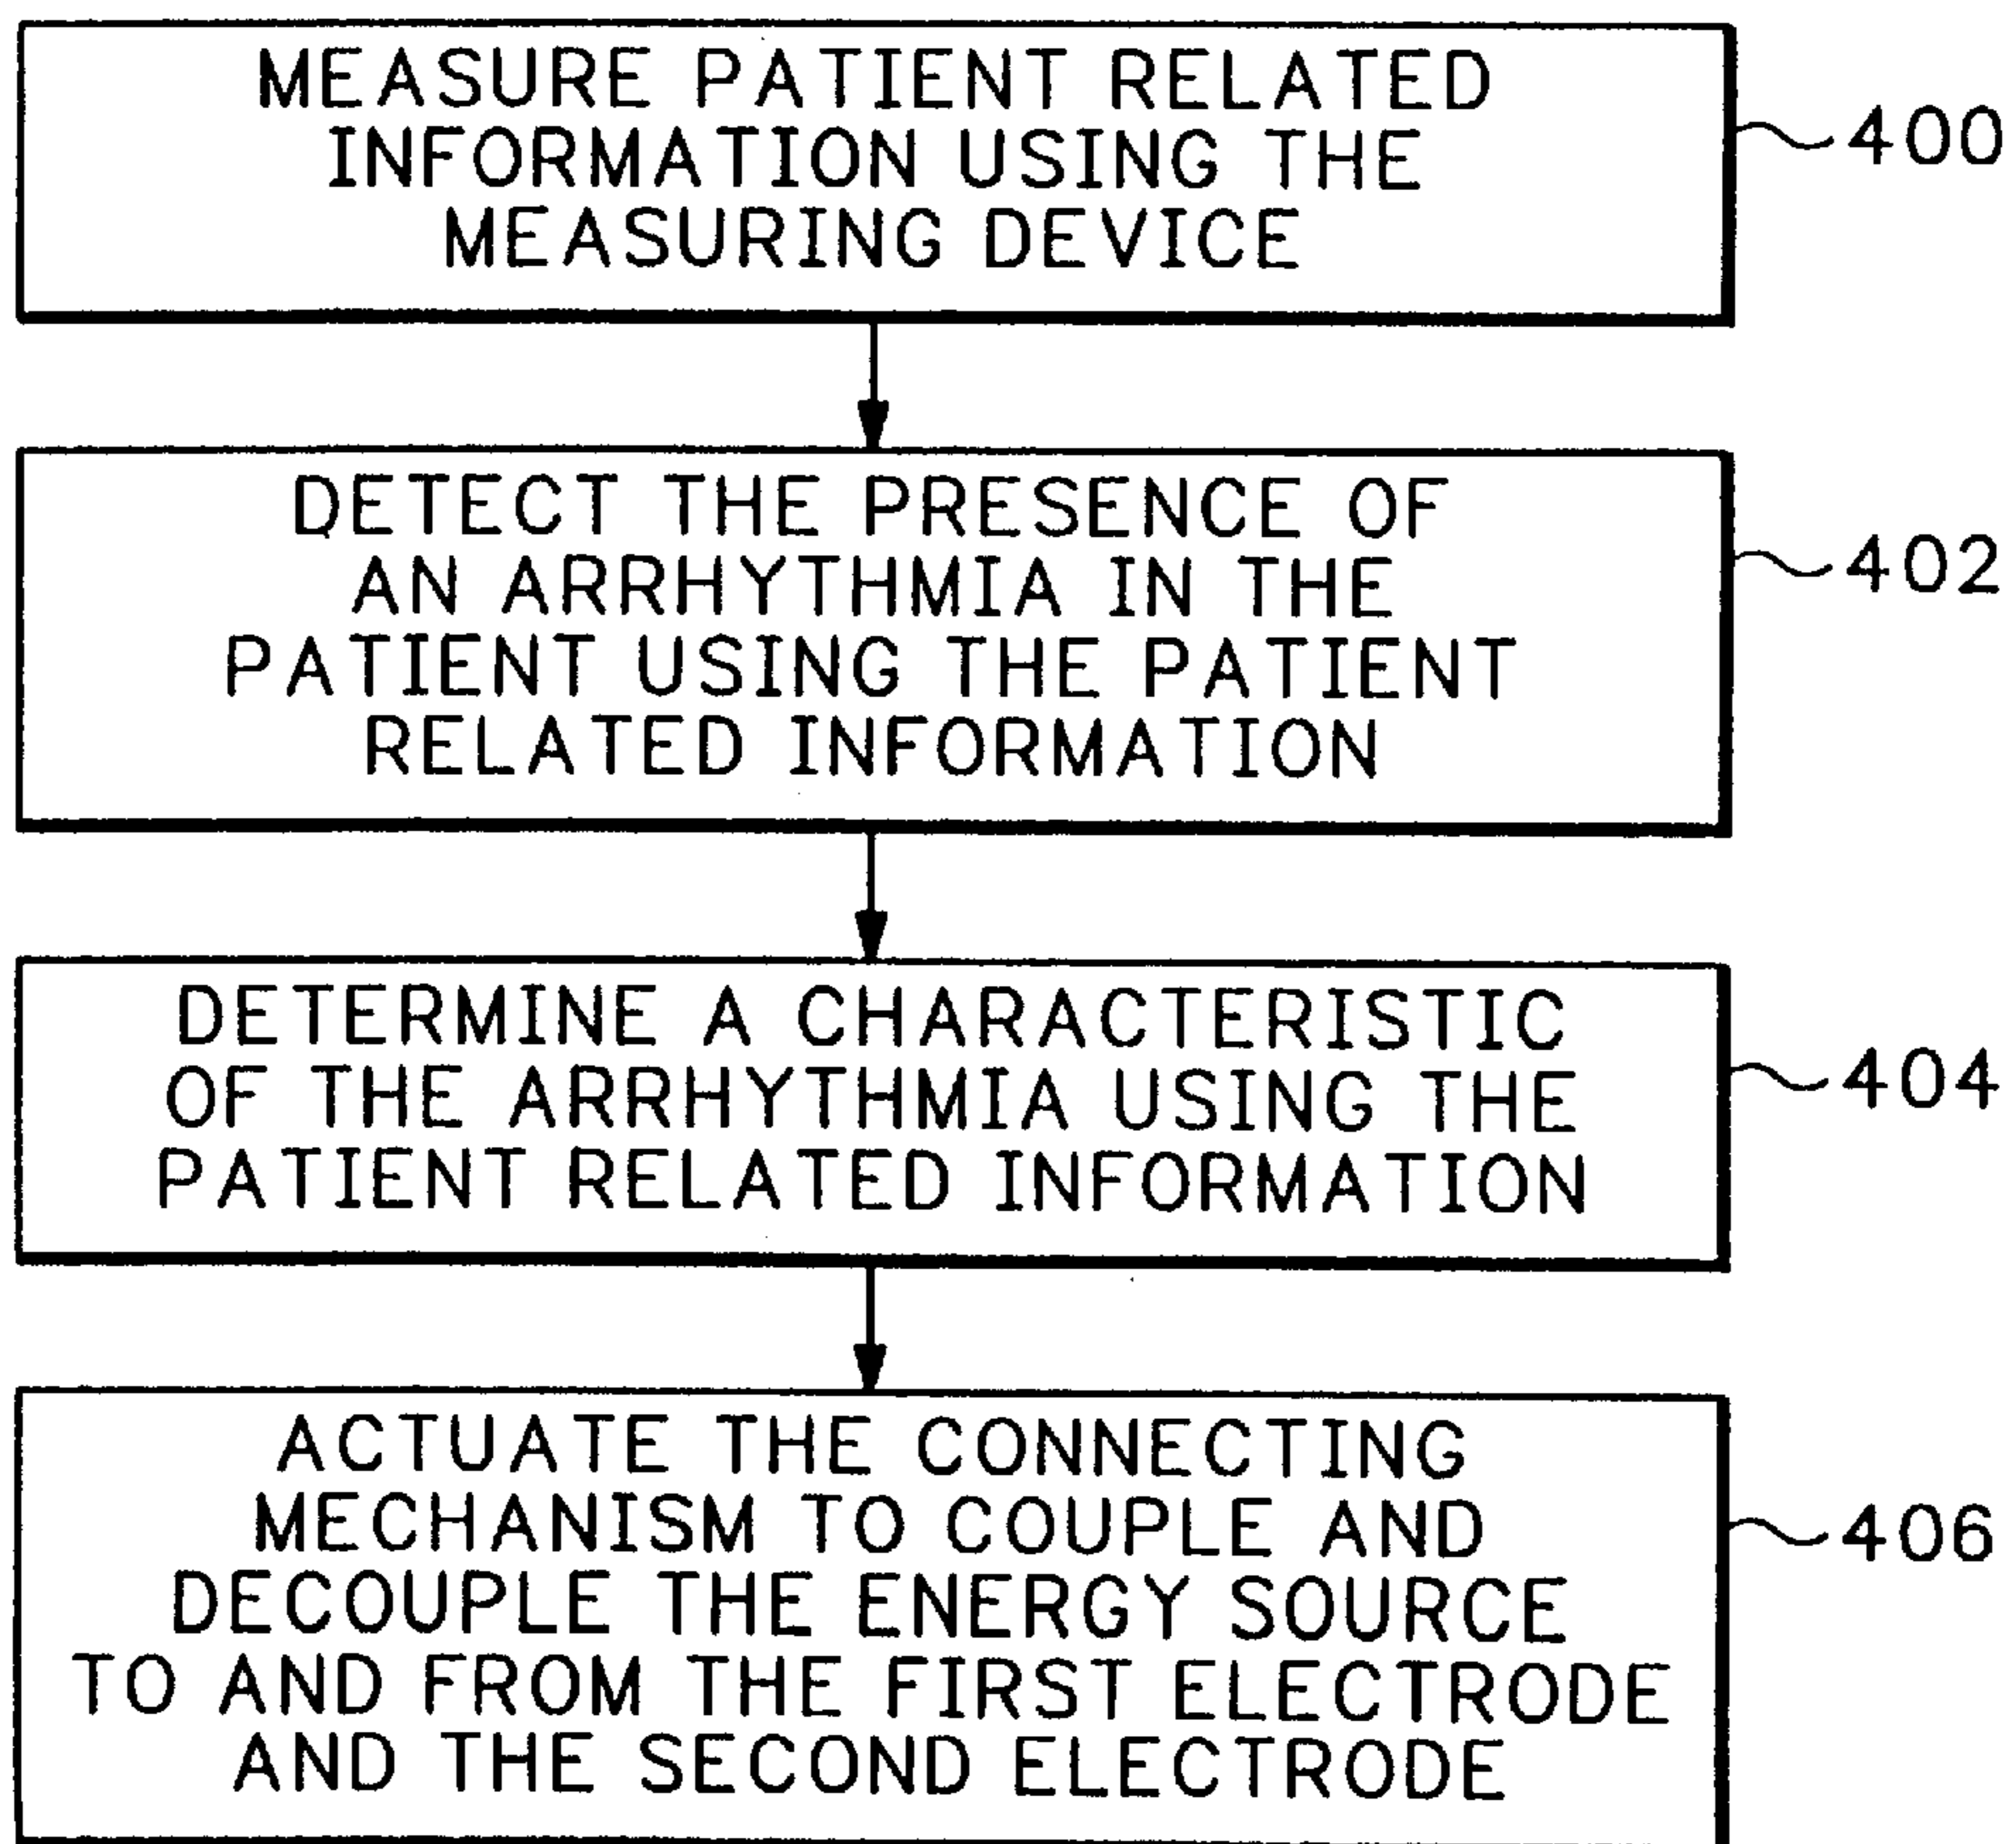 MEASURE PATIENT RELATED
INFORMATION USING THE
MEASURING DEVICE
400
DETECT THE PRESENCE OF
AN ARRHYTHMIA IN THE
PATIENT USING THE PATIENT
RELATED INFORMATION
402
DETERMINE A CHARACTERISTIC
OF THE ARRHYTHMIA USING THE
PATIENT RELATED INFORMATION
404
ACTUATE THE CONNECTING
MECHANISM TO COUPLE AND
DECOUPLE THE ENERGY SOURCE
TO AND FROM THE FIRST ELECTRODE
AND THE SECOND ELECTRODE
406